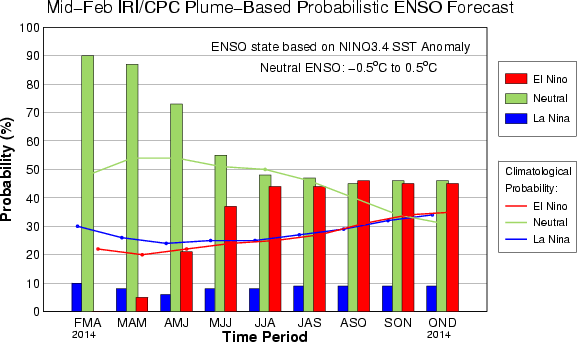 Mid-Feb IRI/CPC Plume-Based Probabilistic ENSO Forecast
ENSO state based on NINO3.4 SST Anomaly
Neutral ENSO: -0.5°C to 0.5°C
100
90
80
70
60
50
40
30
20
10
0
Probability (%)
FMA MAM AMJ MJJ JJA JAS ASO SON OND
2014 2014
Time Period
El Nino
Neutral
La Nina
Climatological
Probability:
El Nino
Neutral
La Nina